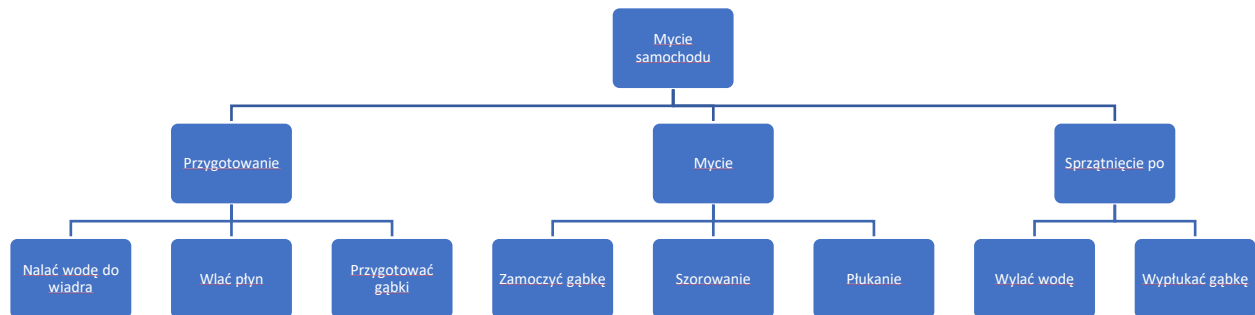 Mycie
samochodu
Przygotowanie
Mycie
Sprzątnięcie po
Nalać wodę do
wiadra
Wlać płyn
Przygotować
gąbki
Zamoczyć gąbkę
Szorowanie
Płukanie
Wylać wodę
Wypłukać gąbkę